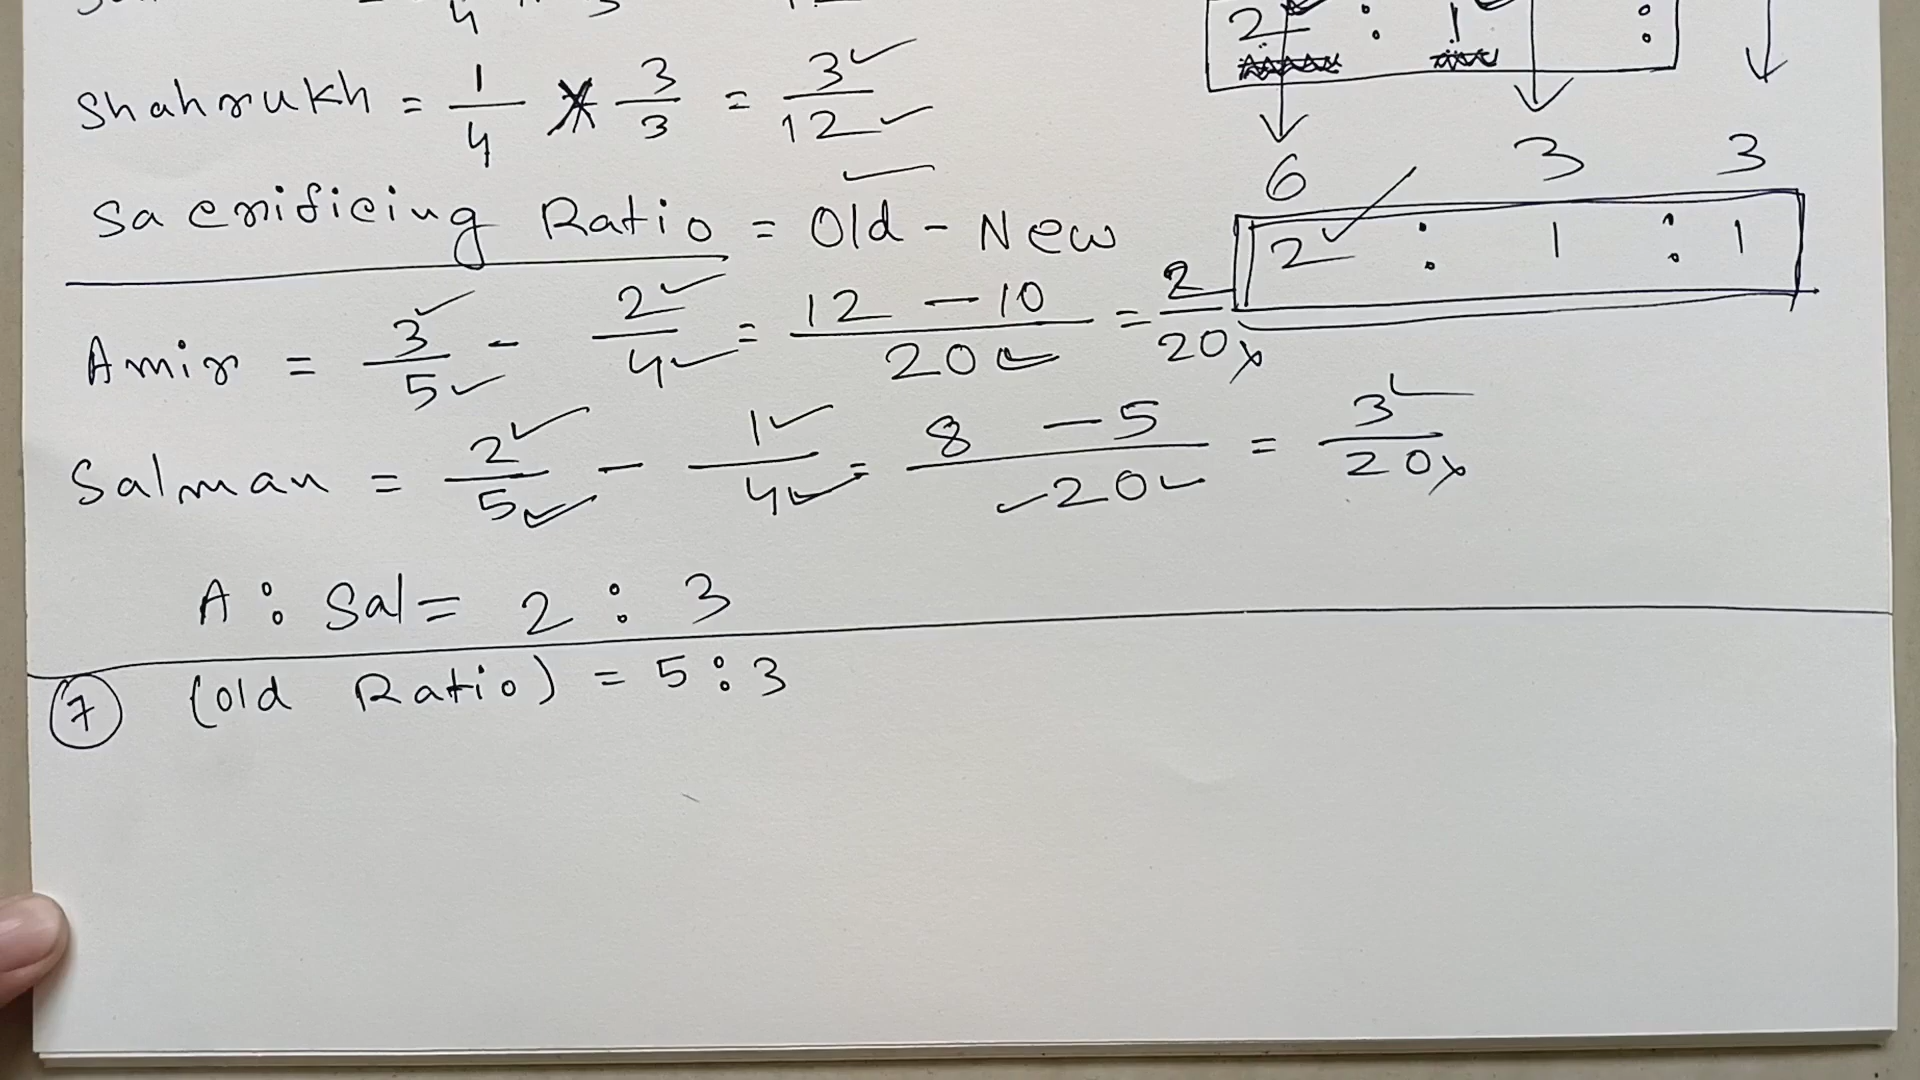 2 : 1 :
Shahrukh = 1/4 × 3/3 = 3/12
6 3 3
Sacrificing Ratio = Old - New
2 : 1 : 1
Amir = 3/5 - 2/4 = 12 - 10/20 = 2/20
Salman = 2/5 - 1/4 = 8 - 5/20 = 3/20
A : Sal = 2 : 3
7 (Old Ratio) = 5 : 3